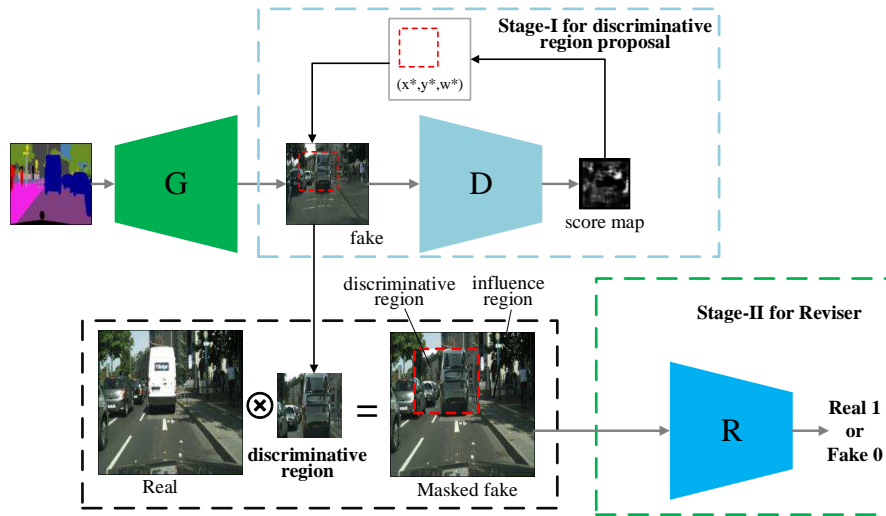 Stage-I for discriminative
region proposal
(x*,y*,w*)
G
D
fake
score map
discriminative
region
influence
region
Stage-II for Reviser
R
Real 1
or
Fake 0
discriminative
region
=
Real
Masked fake